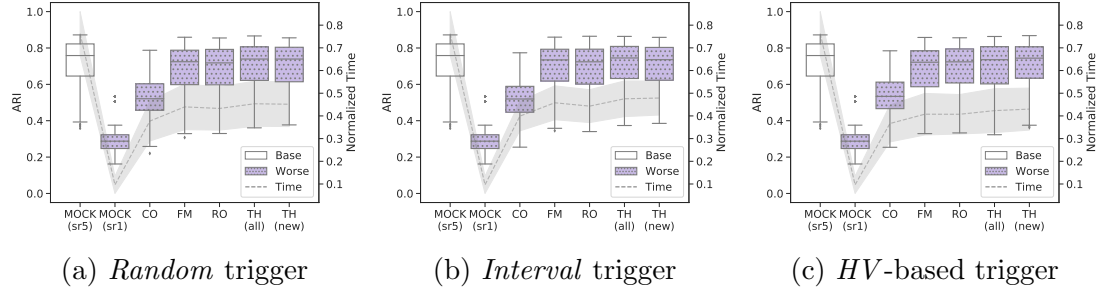 1.0
0.8
0.6
0.4
0.2
0.0
ARI
0.8
0.7
0.6
0.5
0.4
0.3
0.2
0.1
Normalized Time
Base
Worse
Time
MOCK (sr5)
MOCK (sr1)
CO
FM
RO
TH (all)
TH (new)
(a) Random trigger
1.0
0.8
0.6
0.4
0.2
0.0
ARI
0.8
0.7
0.6
0.5
0.4
0.3
0.2
0.1
Normalized Time
Base
Worse
Time
MOCK (sr5)
MOCK (sr1)
CO
FM
RO
TH (all)
TH (new)
(b) Interval trigger
1.0
0.8
0.6
0.4
0.2
0.0
ARI
0.8
0.7
0.6
0.5
0.4
0.3
0.2
0.1
Normalized Time
Base
Worse
Time
MOCK (sr5)
MOCK (sr1)
CO
FM
RO
TH (all)
TH (new)
(c) HV-based trigger